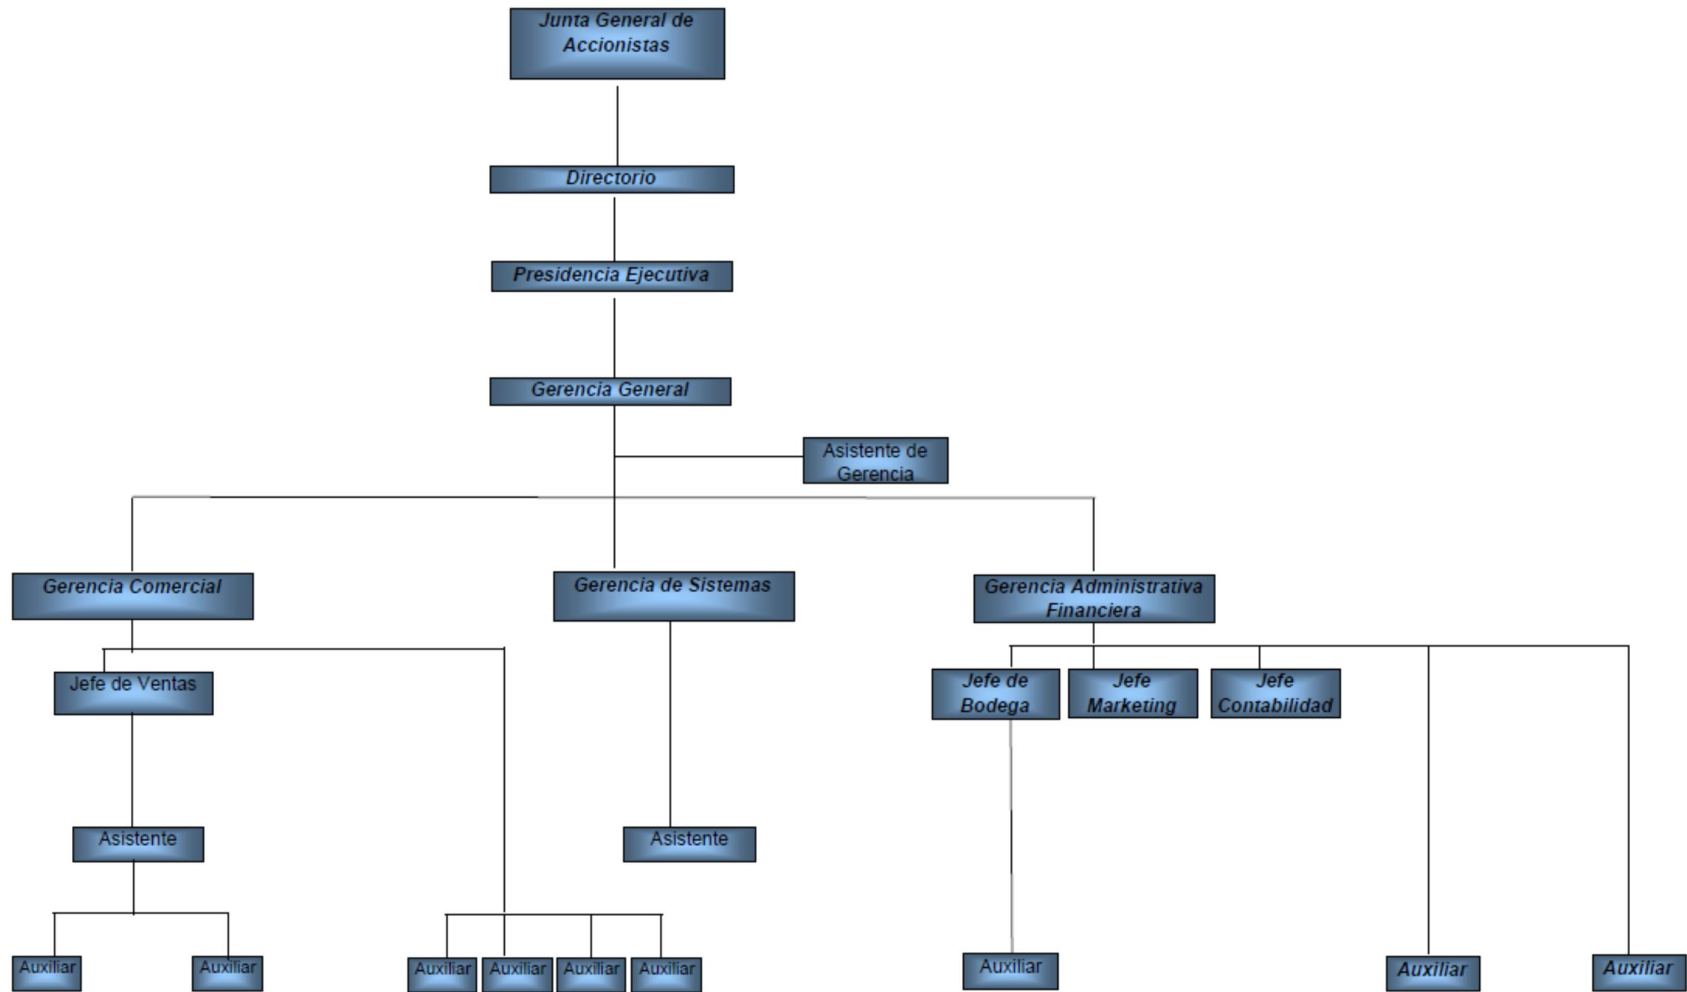 Junta General de
Accionistas
Directorio
Presidencia Ejecutiva
Gerencia General
Asistente de
Gerencia
Gerencia Comercial
Gerencia de Sistemas
Gerencia Administrativa
Financiera
Jefe de Ventas
Jefe de
Bodega
Jefe
Marketing
Jefe
Contabilidad
Asistente
Asistente
Auxiliar
Auxiliar
Auxiliar
Auxiliar
Auxiliar
Auxiliar
Auxiliar
Auxiliar
Auxiliar